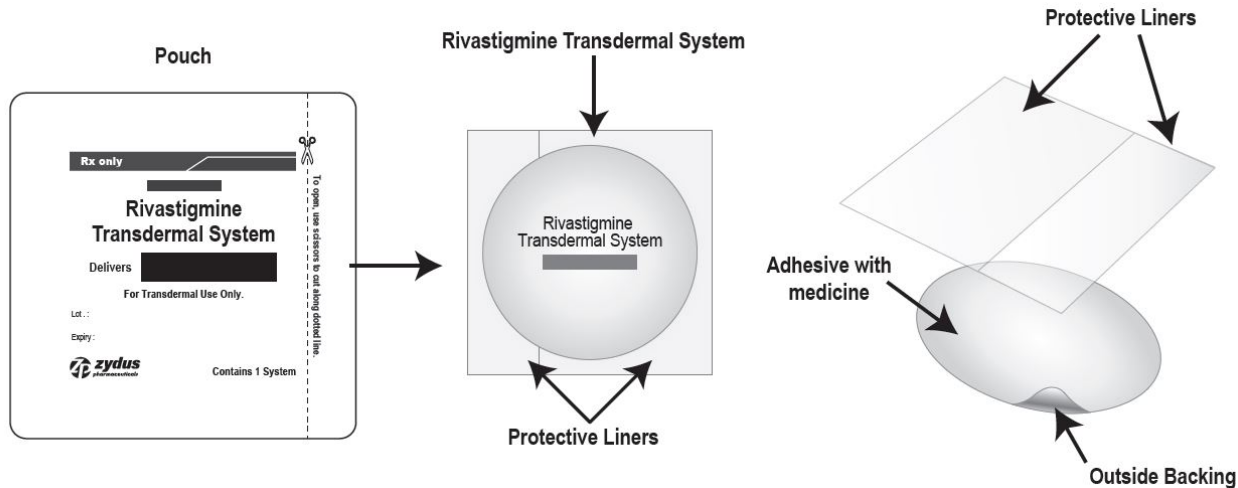 Pouch
Rx only
Rivastigmine
Transdermal System
Delivers
For Transdermal Use Only.
Lot . :
Expiry :
zydus
pharmaceuticals
Contains 1 System
To open, use scissors to cut along dotted line.
Rivastigmine Transdermal System
Rivastigmine
Transdermal System
Protective Liners
Protective Liners
Adhesive with
medicine
Outside Backing